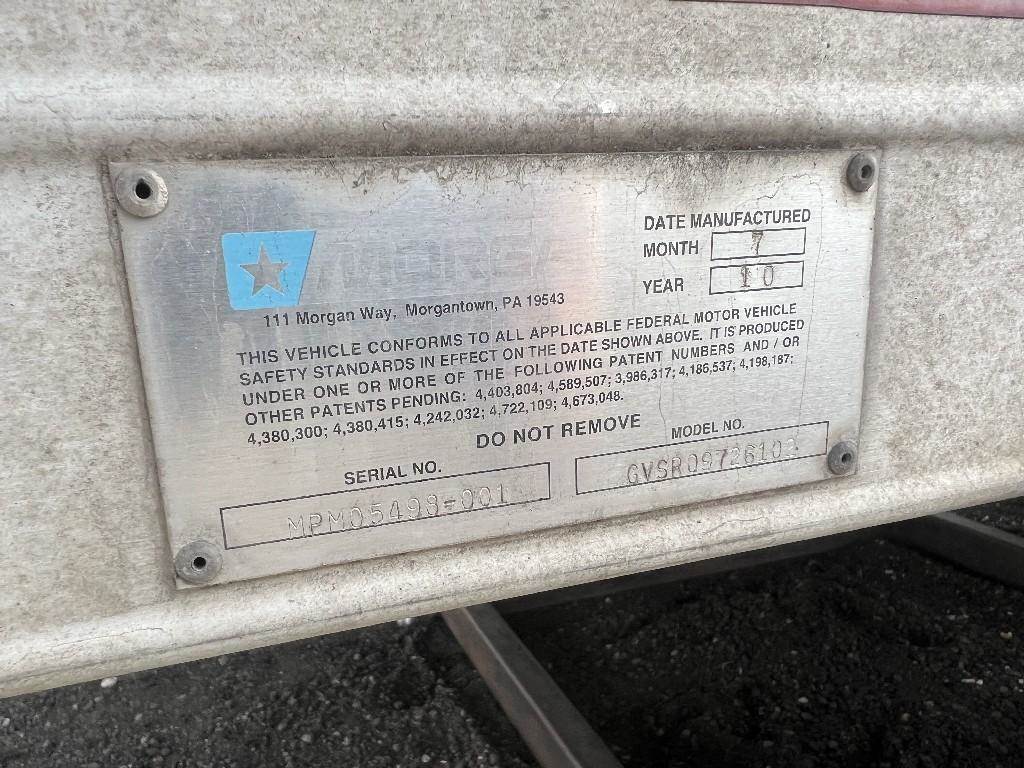 MORGAN
DATE MANUFACTURED
MONTH 7
YEAR 10
111 Morgan Way, Morgantown, PA 19543
THIS VEHICLE CONFORMS TO ALL APPLICABLE FEDERAL MOTOR VEHICLE
SAFETY STANDARDS IN EFFECT ON THE DATE SHOWN ABOVE. IT IS PRODUCED
UNDER ONE OR MORE OF THE FOLLOWING PATENT NUMBERS AND / OR
OTHER PATENTS PENDING: 4,403,804; 4,589,507; 3,986,317; 4,186,537; 4,198,187;
4,380,300; 4,380,415; 4,242,032; 4,722,109; 4,673,048.
DO NOT REMOVE
SERIAL NO. MODEL NO.
MPM05498-001